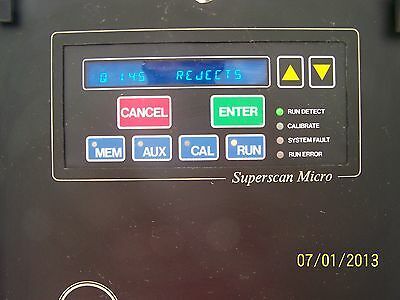 0 145 REJECTS
CANCEL
ENTER
RUN DETECT
CALIBRATE
SYSTEM FAULT
RUN ERROR
MEM
AUX
CAL
RUN
Superscan Micro
07/01/2013